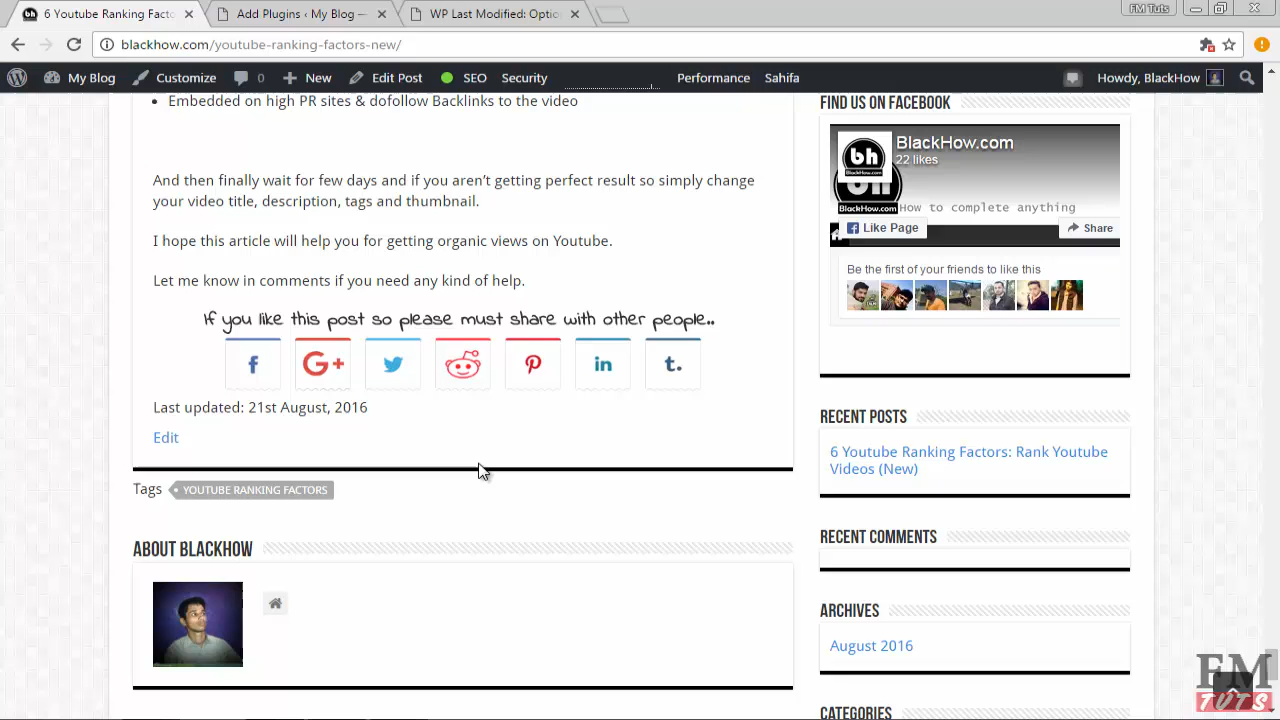 6 Youtube Ranking Facto
Add Plugins ‹ My Blog —
WP Last Modified: Optio
FM Tuts
blackhow.com/youtube-ranking-factors-new/
My Blog Customize 0 New Edit Post SEO Security Performance Sahifa Howdy, BlackHow
Embedded on high PR sites & dofollow Backlinks to the video
And then finally wait for few days and if you aren’t getting perfect result so simply change
your video title, description, tags and thumbnail.
I hope this article will help you for getting organic views on Youtube.
Let me know in comments if you need any kind of help.
If you like this post so please must share with other people..
f G+ t.
in
Last updated: 21st August, 2016
Edit
Tags YOUTUBE RANKING FACTORS
ABOUT BLACKHOW
FIND US ON FACEBOOK
bh
BlackHow.com
BlackHow.com
22 likes
BlackHow.com
How to complete anything
Like Page
Share
Be the first of your friends to like this
RECENT POSTS
6 Youtube Ranking Factors: Rank Youtube
Videos (New)
RECENT COMMENTS
ARCHIVES
August 2016
CATEGORIES
FM
TUTS